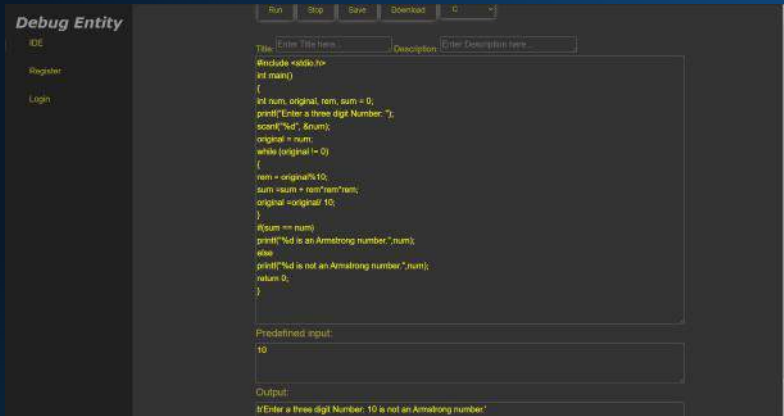 Debug Entity
IDE
Register
Login
Run Stop Save Download C
Title: Enter Title here... Description: Enter Description here...
#include <stdio.h>
int main()
{
int num, original, rem, sum = 0;
printf("Enter a three digit Number: ");
scanf("%d", &num);
original = num;
while (original != 0)
{
rem = original%10;
sum =sum + rem*rem*rem;
original =original/ 10;
}
if(sum == num)
printf("%d is an Armstrong number.",num);
else
printf("%d is not an Armstrong number.",num);
return 0;
}
Predefined input:
10
Output:
b'Enter a three digit Number: 10 is not an Armstrong number.'